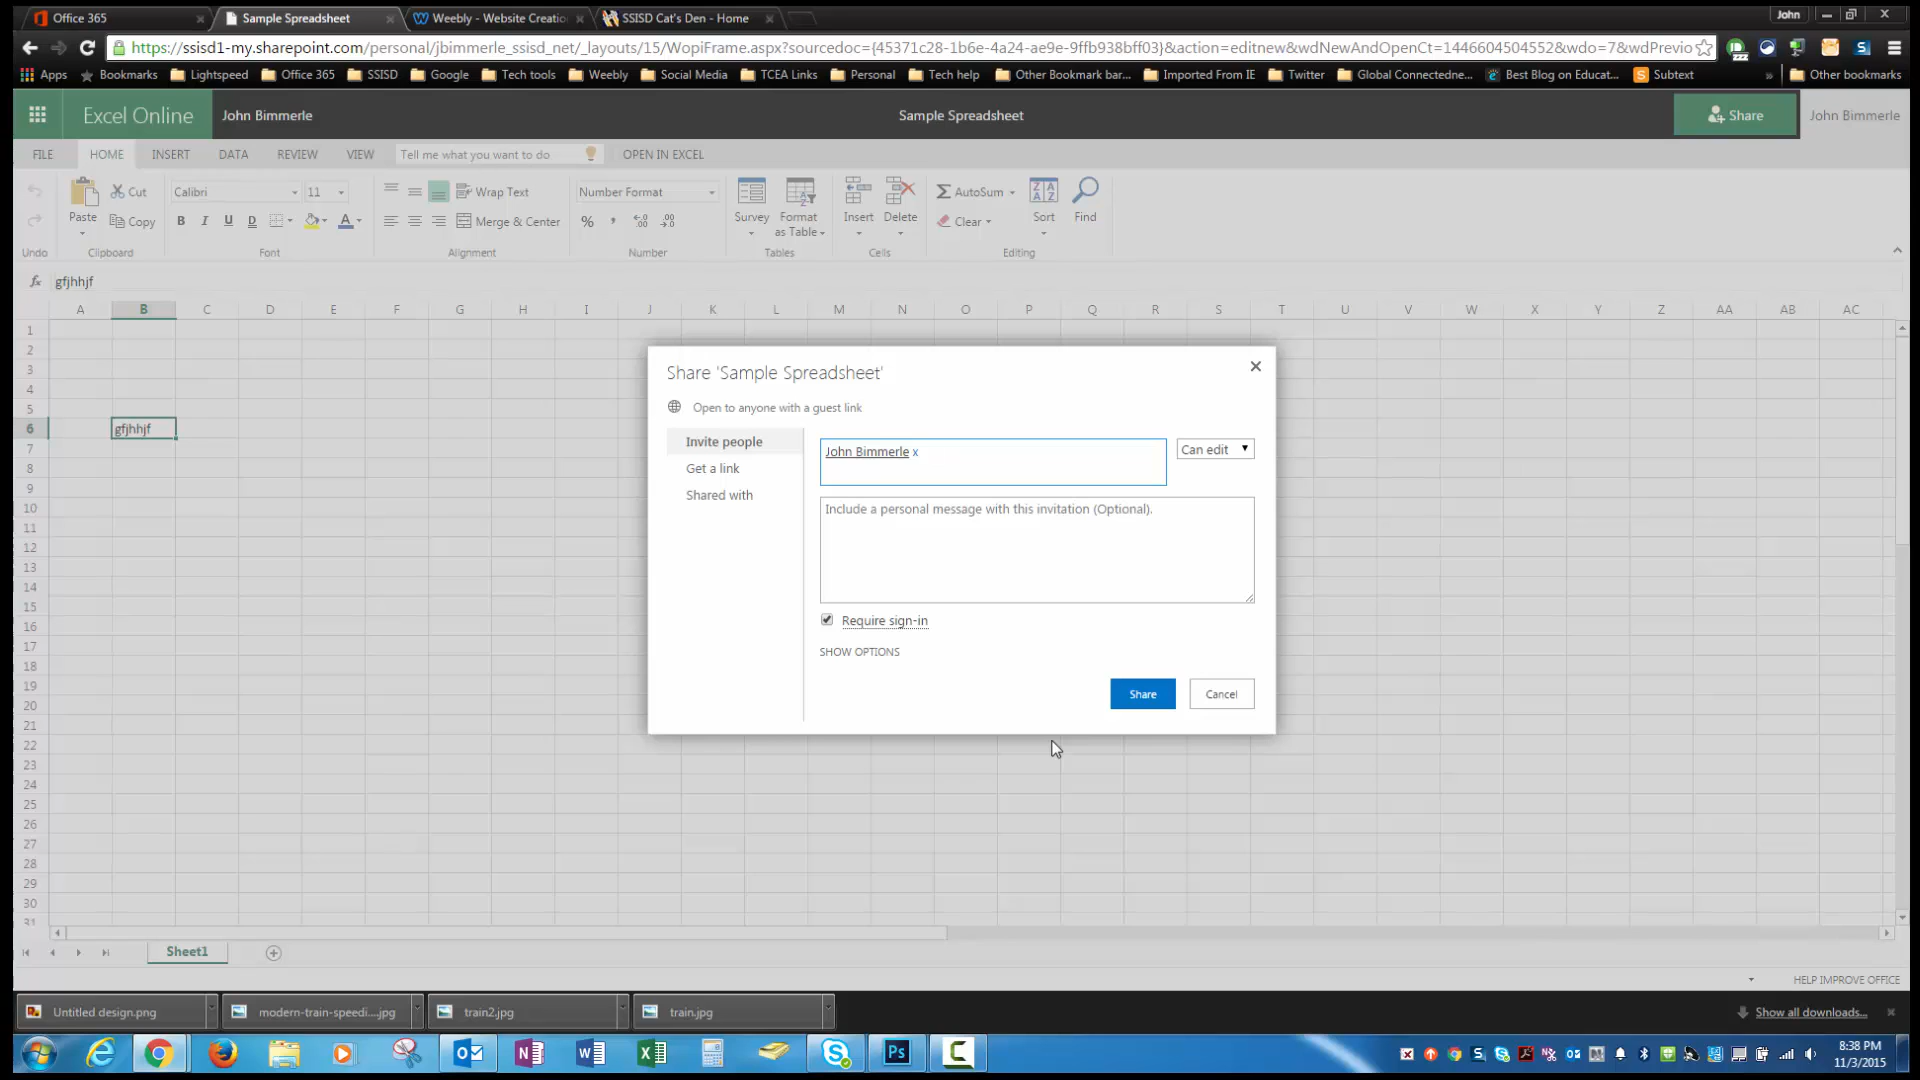 Office 365
Sample Spreadsheet
Weebly - Website Creatio
SSISD Cat's Den - Home
John
https://ssisd1-my.sharepoint.com/personal/jbimmerle_ssisd_net/_layouts/15/WopiFrame.aspx?sourcedoc={45371c28-1b6e-4a24-ae9e-9ffb938bff03}&action=editnew&wdNewAndOpenCt=1446604504552&wdo=7&wdPrevio
Apps Bookmarks Lightspeed Office 365 SSISD Google Tech tools Weebly Social Media TCEA Links Personal Tech help Other Bookmark bar... Imported From IE Twitter Global Connectedne... Best Blog on Educat... Subtext » Other bookmarks
Excel Online John Bimmerle Sample Spreadsheet Share John Bimmerle
FILE HOME INSERT DATA REVIEW VIEW Tell me what you want to do OPEN IN EXCEL
Paste Cut Calibri 11 Wrap Text Number Format Survey Format as Table Insert Delete AutoSum Sort Find
Copy B I U D A Merge & Center % Clear
Undo Clipboard Font Alignment Number Tables Cells Editing
fx gfjhhjf
A B C D E F G H I J K L M N O P Q R S T U V W X Y Z AA AB AC
1
2
3
4
5
6 gfjhhjf
7
8
9
10
11
12
13
14
15
16
17
18
19
20
21
22
23
24
25
26
27
28
29
30
31
Share 'Sample Spreadsheet'
Open to anyone with a guest link
Invite people
Get a link
Shared with
John Bimmerle x
Can edit
Include a personal message with this invitation (Optional).
Require sign-in
SHOW OPTIONS
Share Cancel
Sheet1
HELP IMPROVE OFFICE
Untitled design.png modern-train-speedi....jpg train2.jpg train.jpg Show all downloads...
8:38 PM
11/3/2015